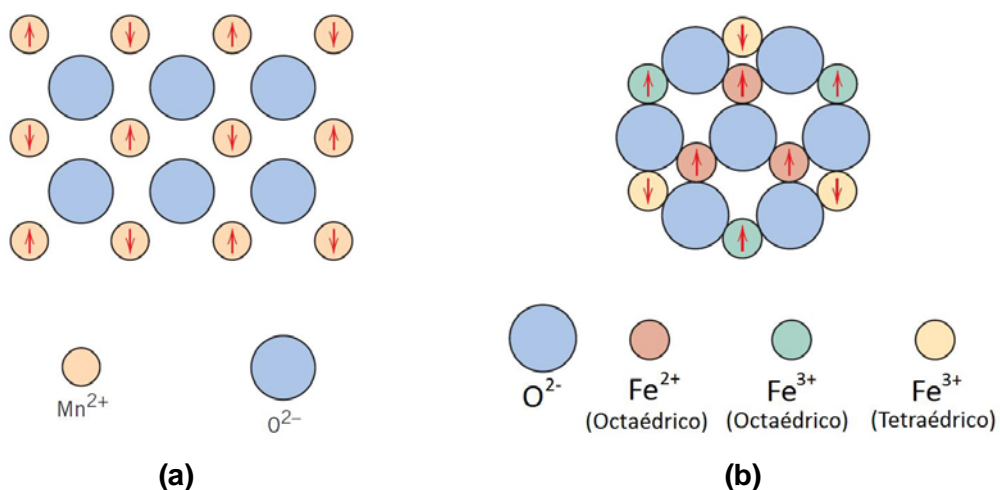 Mn²⁺
O²⁻
O²⁻
Fe²⁺
(Octaédrico)
Fe³⁺
(Octaédrico)
Fe³⁺
(Tetraédrico)
(a)
(b)